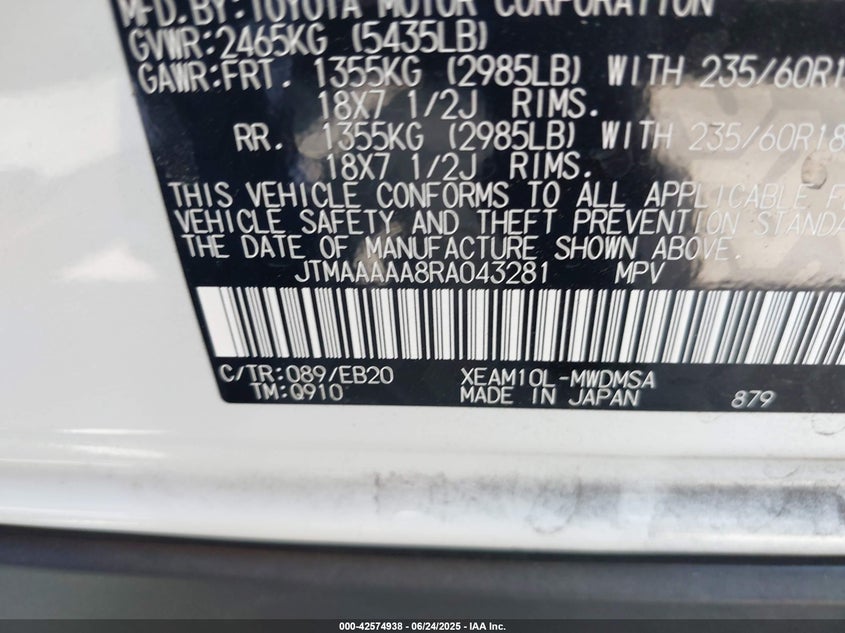 MFD.BY:TOYOTA MOTOR CORPORATION
GVWR:2465KG (5435LB)
GAWR:FRT. 1355KG (2985LB) WITH 235/60R1
18X7 1/2J RIMS.
RR. 1355KG (2985LB) WITH 235/60R18
18X7 1/2J RIMS.
THIS VEHICLE CONFORMS TO ALL APPLICABLE F
VEHICLE SAFETY AND THEFT PREVENTION STANDA
THE DATE OF MANUFACTURE SHOWN ABOVE.
JTMAAAAA8RA043281 MPV
C/TR:089/EB20 XEAM10L-MWDMSA
TM:Q910 MADE IN JAPAN 879
000-42574938 - 06/24/2025 - IAA Inc.